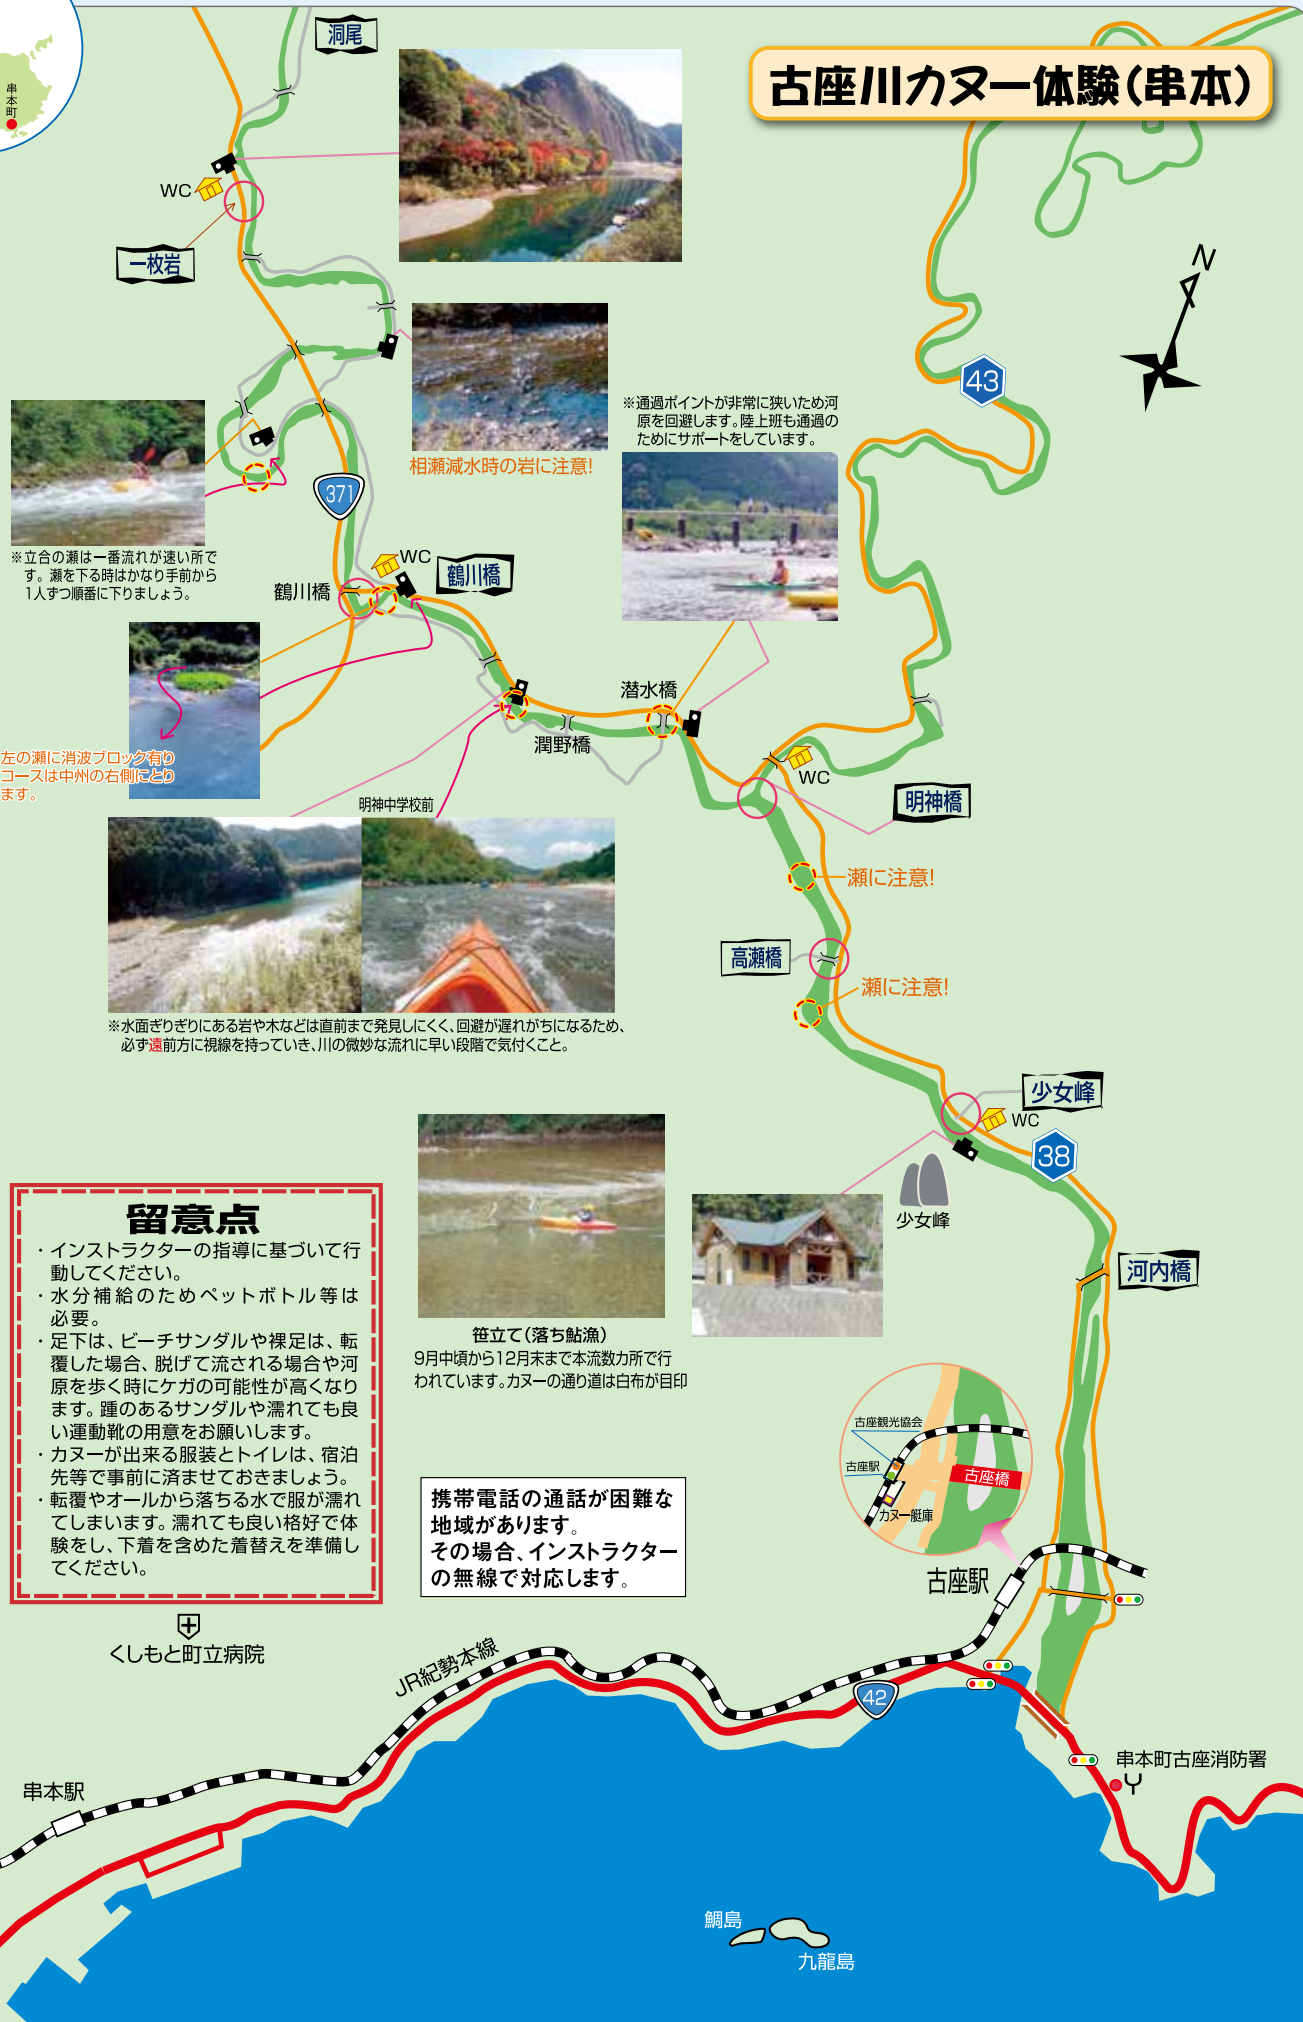 古座川カヌー体験(串本)
串本町
洞尾
WC
一枚岩
43
相瀬減水時の岩に注意!
※通過ポイントが非常に狭いため河
原を回避します。陸上班も通過の
ためにサポートをしています。
371
※立合の瀬は一番流れが速い所で
す。瀬を下る時はかなり手前から
1人ずつ順番に下りましょう。
WC
鶴川橋
鶴川橋
潜水橋
潤野橋
左の瀬に消波ブロック有り
コースは中州の右側にとり
ます。
WC
明神橋
明神中学校前
瀬に注意!
高瀬橋
瀬に注意!
※水面ぎりぎりにある岩や木などは直前まで発見しにくく、回避が遅れがちになるため、
必ず遠前方に視線を持っていき、川の微妙な流れに早い段階で気付くこと。
少女峰
WC
38
少女峰
河内橋
留意点
・インストラクターの指導に基づいて行
動してください。
・水分補給のためペットボトル等は
必要。
・足下は、ビーチサンダルや裸足は、転
覆した場合、脱げて流される場合や河
原を歩く時にケガの可能性が高くなり
ます。踵のあるサンダルや濡れても良
い運動靴の用意をお願いします。
・カヌーが出来る服装とトイレは、宿泊
先等で事前に済ませておきましょう。
・転覆やオールから落ちる水で服が濡れ
てしまいます。濡れても良い格好で体
験をし、下着を含めた着替えを準備し
てください。
笹立て(落ち鮎漁)
9月中頃から12月末まで本流数カ所で行
われています。カヌーの通り道は白布が目印
携帯電話の通話が困難な
地域があります。
その場合、インストラクター
の無線で対応します。
古座観光協会
古座駅
古座橋
カヌー艇庫
古座駅
くしもと町立病院
JR紀勢本線
42
串本駅
串本町古座消防署
鯛島
九龍島
N